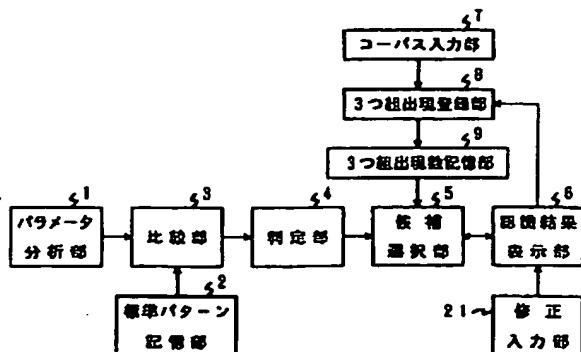 7
コーパス入力部
8
3つ組出現登録部
9
3つ組出現数記憶部
1
パラメータ
分析部
3
比較部
4
判定部
5
候補
選択部
6
認識結果
表示部
2
標準パターン
記憶部
21
修正
入力部